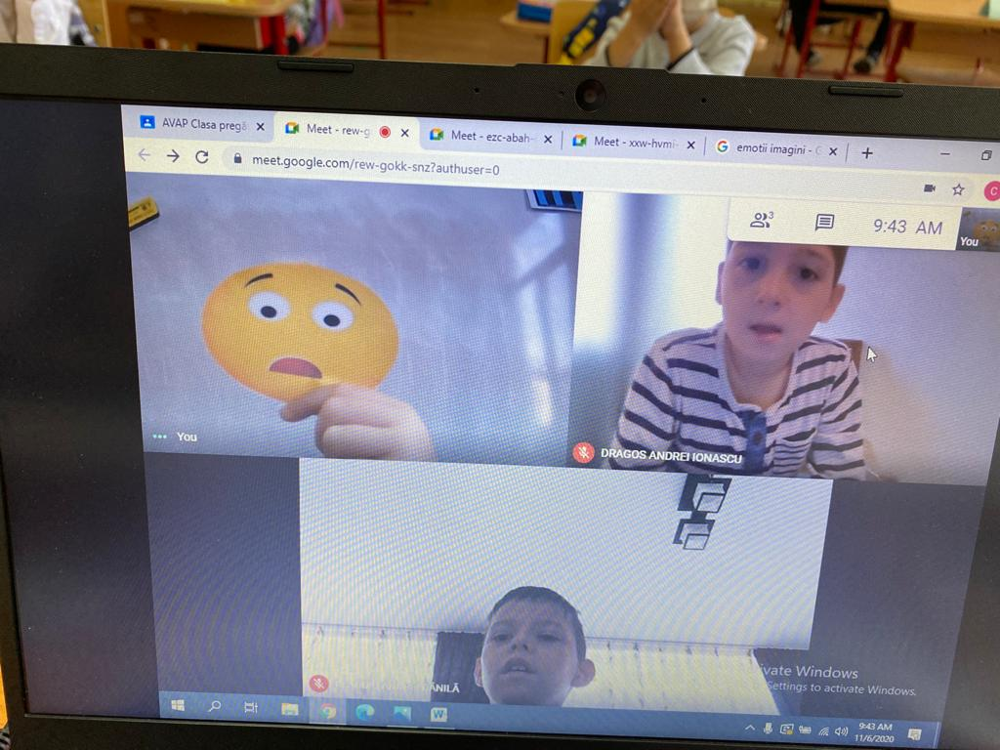 AVAP Clasa pregă
Meet - rew-g
Meet - ezc-abah-
Meet - xxw-hvmi-
emotii imagini - G
meet.google.com/rew-gokk-snz?authuser=0
C
3
9:43 AM
You
You
DRAGOS ANDREI IONASCU
ĂNILĂ
ivate Windows
Settings to activate Windows.
W
9:43 AM
11/6/2020